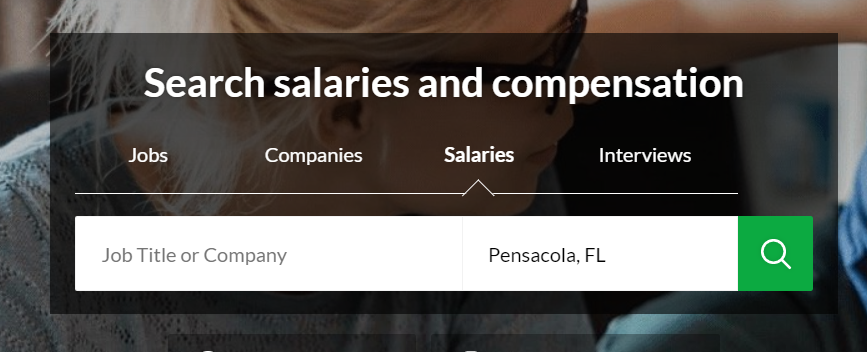 Search salaries and compensation
Jobs Companies Salaries Interviews
Job Title or Company Pensacola, FL